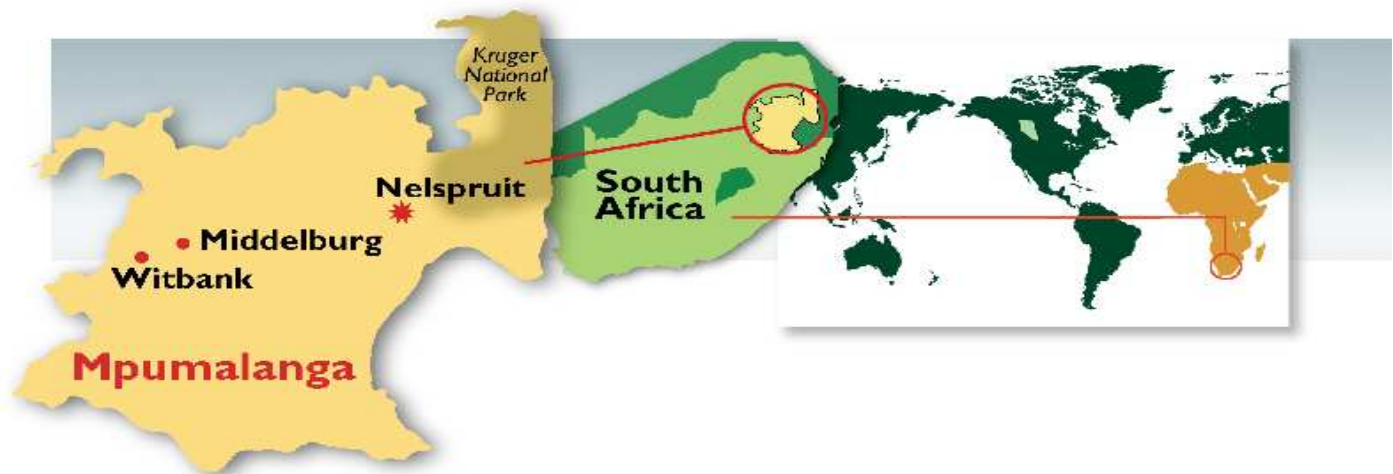 Kruger
National
Park
Nelspruit
Middelburg
Witbank
Mpumalanga
South
Africa